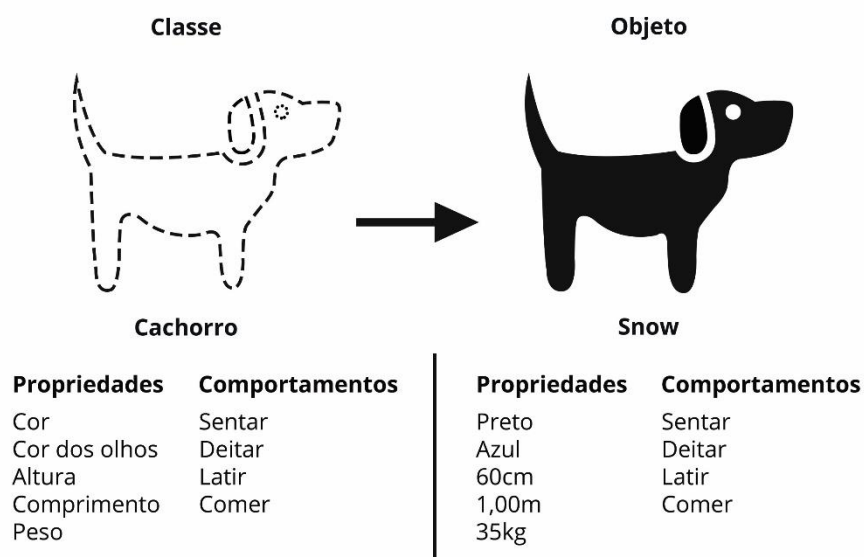 Classe
Objeto
Cachorro
Snow
Propriedades Comportamentos
Cor Sentar
Cor dos olhos Deitar
Altura Latir
Comprimento Comer
Peso
Propriedades Comportamentos
Preto Sentar
Azul Deitar
60cm Latir
1,00m Comer
35kg